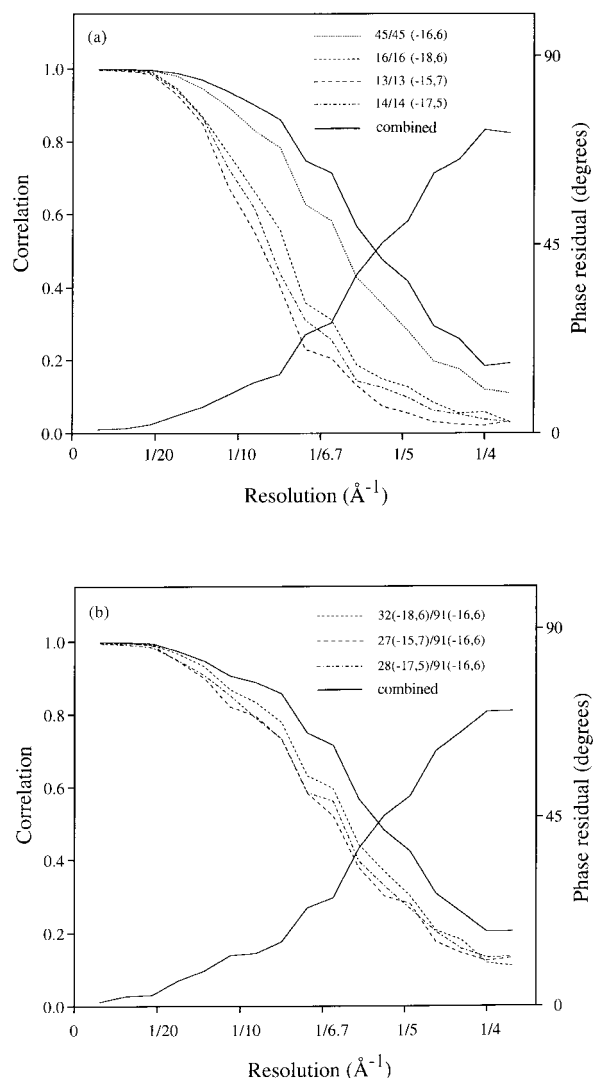 (a)
45/45 (-16,6)
16/16 (-18,6)
13/13 (-15,7)
14/14 (-17,5)
combined
1.0
0.8
0.6
0.4
0.2
0.0
Correlation
90
45
0
Phase residual (degrees)
0 1/20 1/10 1/6.7 1/5 1/4
Resolution (Å-1)
(b)
32(-18,6)/91(-16,6)
27(-15,7)/91(-16,6)
28(-17,5)/91(-16,6)
combined
1.0
0.8
0.6
0.4
0.2
0.0
Correlation
90
45
0
Phase residual (degrees)
0 1/20 1/10 1/6.7 1/5 1/4
Resolution (Å-1)